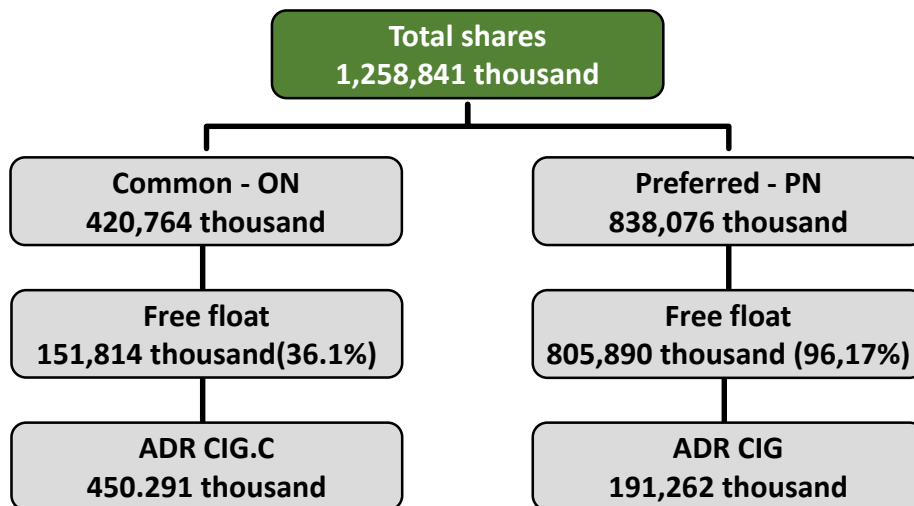 Total shares
1,258,841 thousand
Common - ON
420,764 thousand
Preferred - PN
838,076 thousand
Free float
151,814 thousand(36.1%)
Free float
805,890 thousand (96,17%)
ADR CIG.C
450.291 thousand
ADR CIG
191,262 thousand